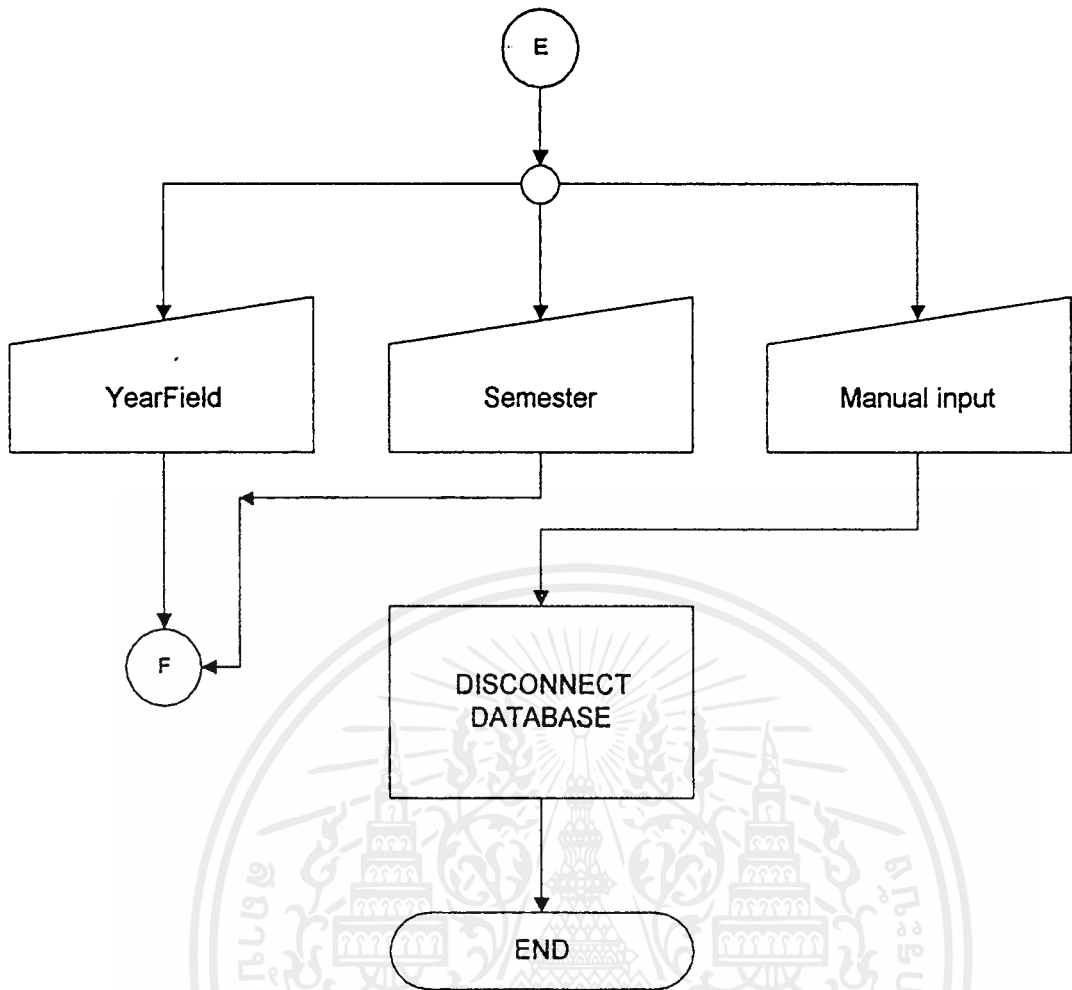 E
YearField
Semester
Manual input
F
DISCONNECT
DATABASE
END